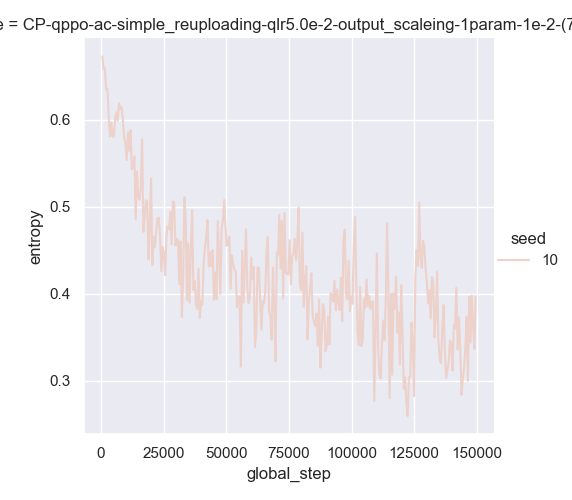 e = CP-qppo-ac-simple_reuploading-qlr5.0e-2-output_scaleing-1param-1e-2-(7
0.6
0.5
0.4
0.3
entropy
0 25000 50000 75000 100000 125000 150000
global_step
seed
10